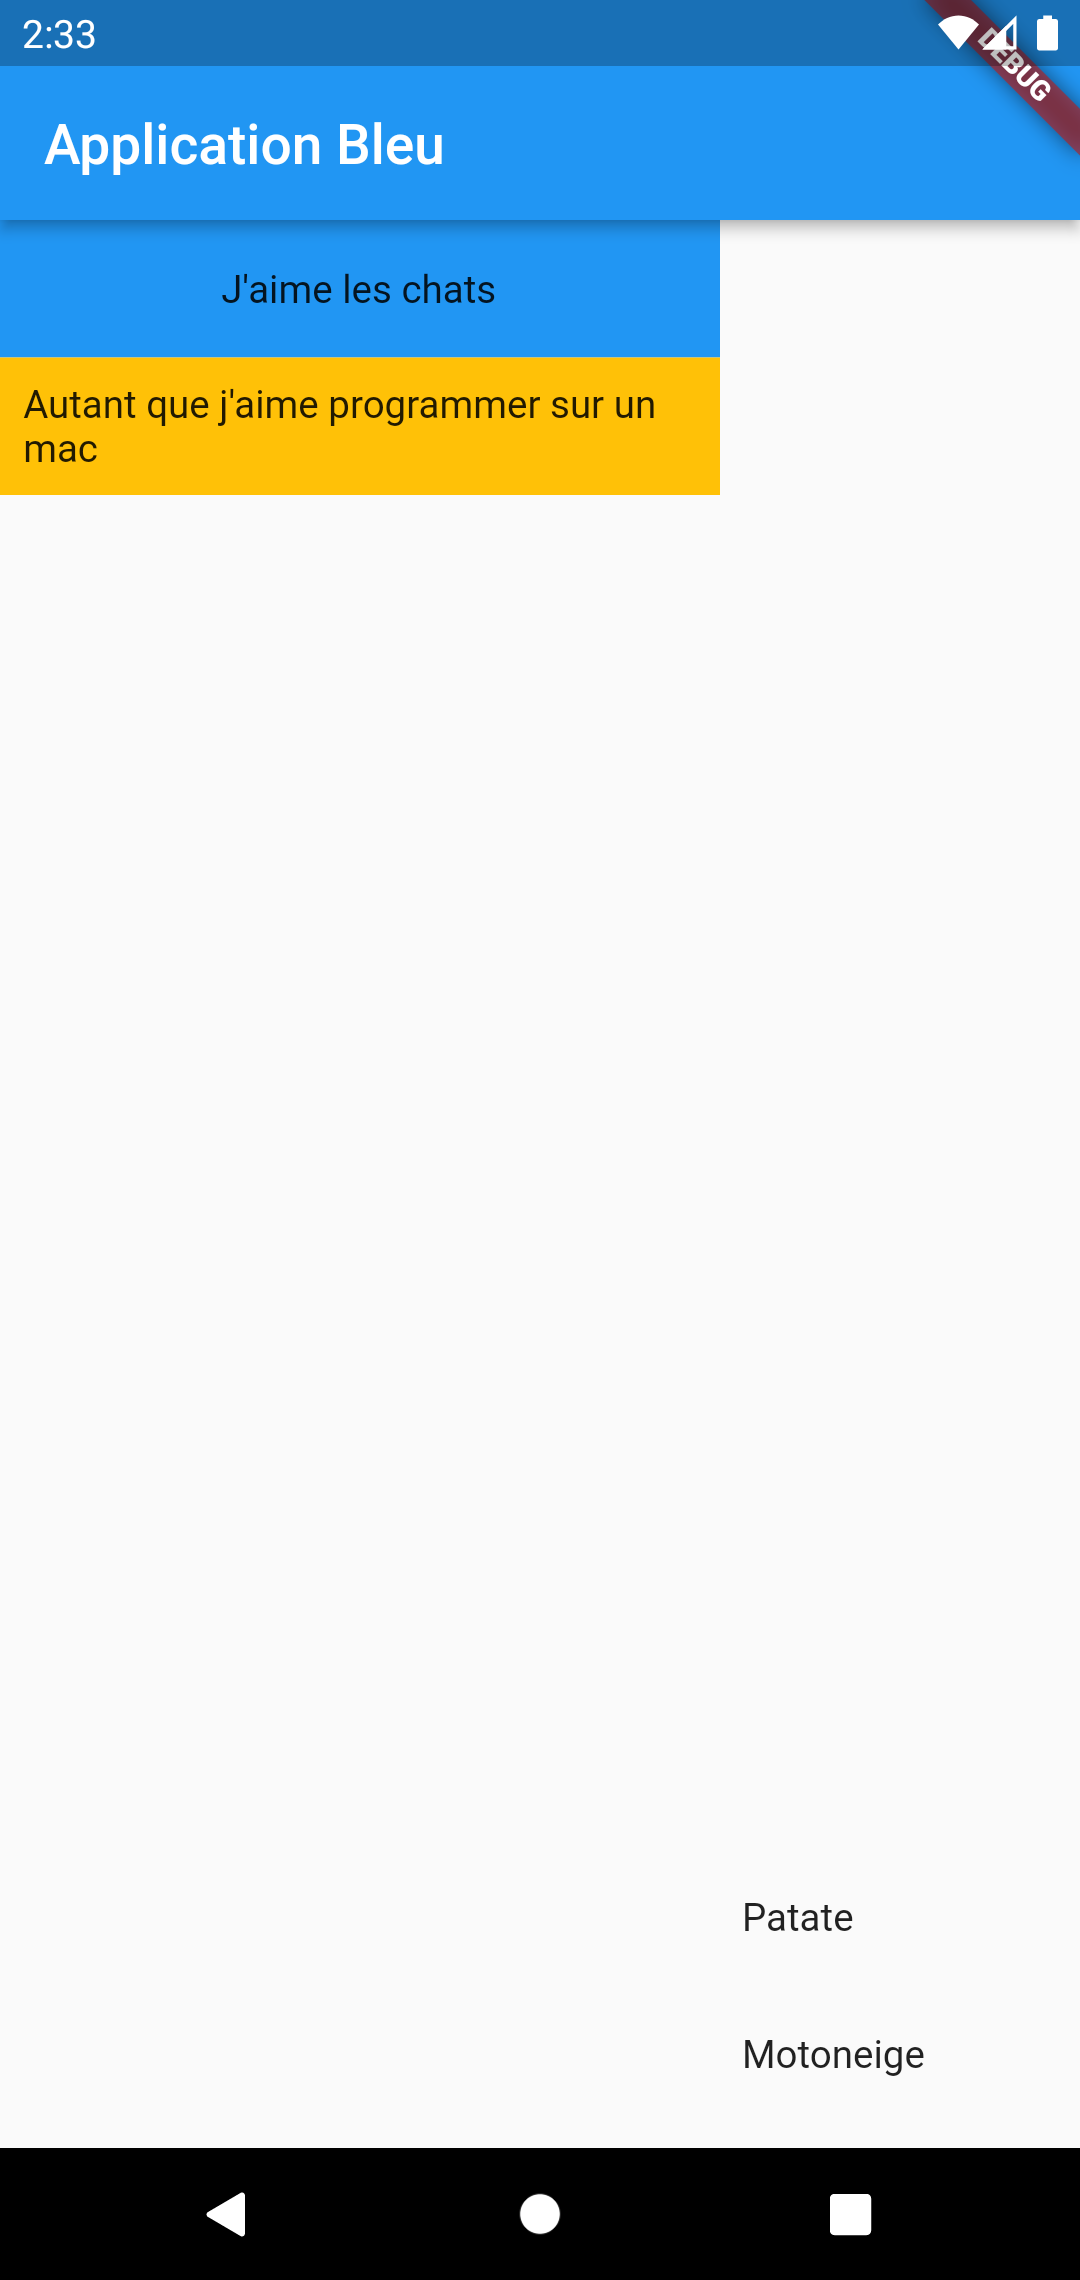 2:33
DEBUG
Application Bleu
J'aime les chats
Autant que j'aime programmer sur un
mac
Patate
Motoneige